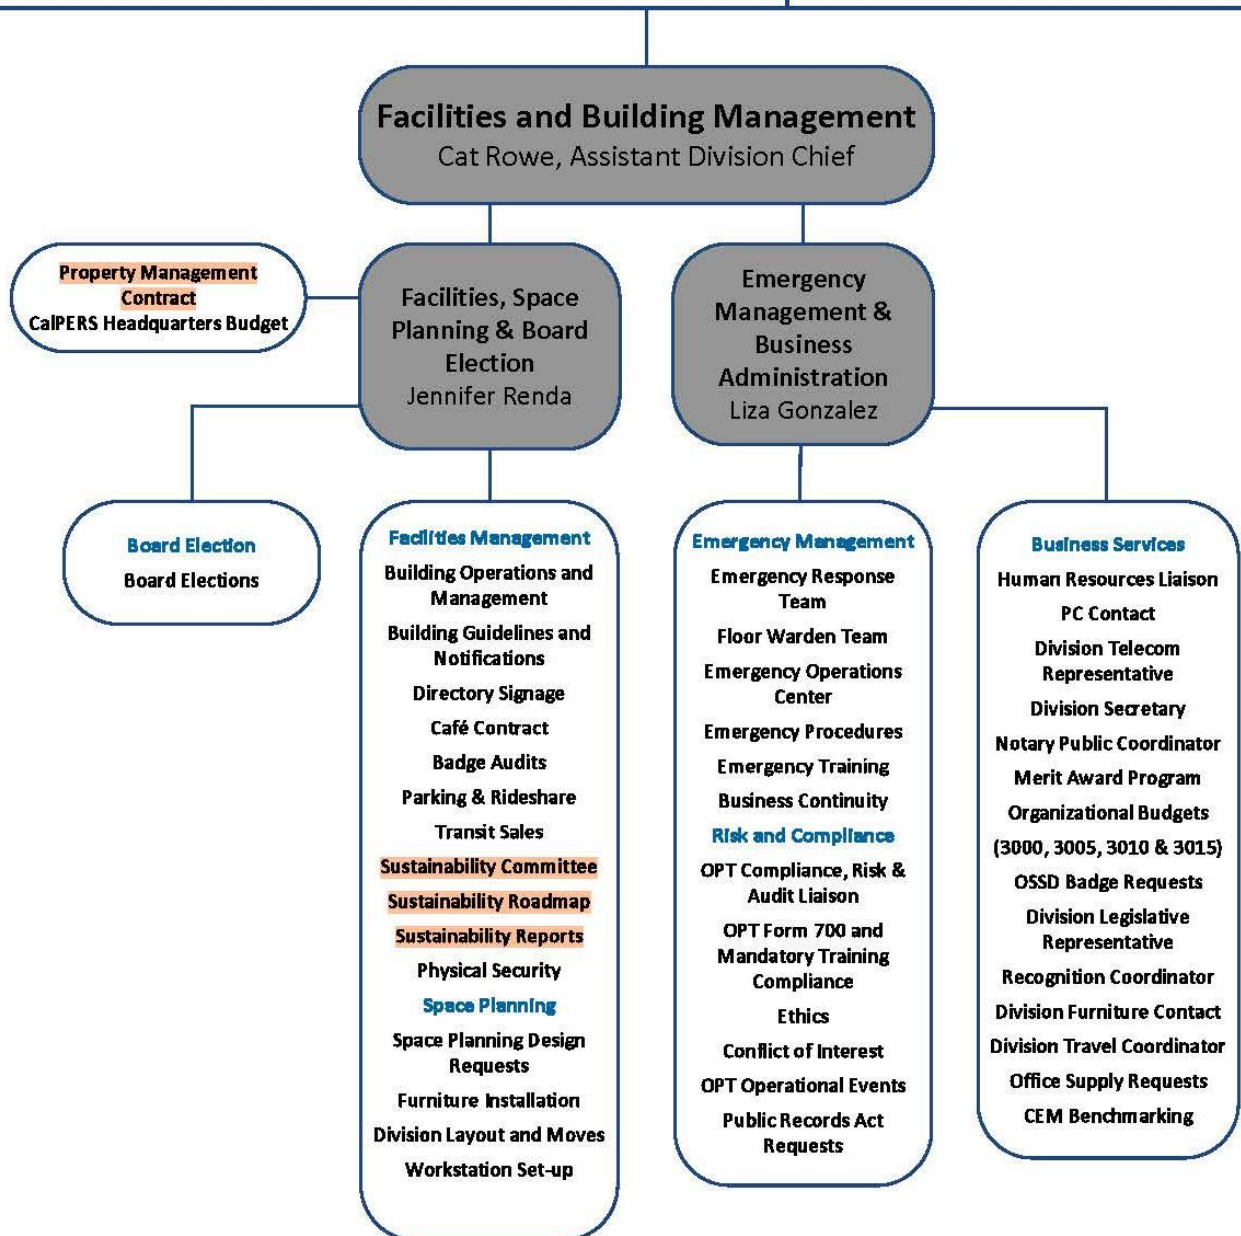 Facilities and Building Management
Cat Rowe, Assistant Division Chief
Property Management
Contract
CalPERS Headquarters Budget
Facilities, Space
Planning & Board
Election
Jennifer Renda
Emergency
Management &
Business
Administration
Liza Gonzalez
Board Election
Board Elections
Facilities Management
Building Operations and
Management
Building Guidelines and
Notifications
Directory Signage
Café Contract
Badge Audits
Parking & Rideshare
Transit Sales
Sustainability Committee
Sustainability Roadmap
Sustainability Reports
Physical Security
Space Planning
Space Planning Design
Requests
Furniture Installation
Division Layout and Moves
Workstation Set-up
Emergency Management
Emergency Response
Team
Floor Warden Team
Emergency Operations
Center
Emergency Procedures
Emergency Training
Business Continuity
Risk and Compliance
OPT Compliance, Risk &
Audit Liaison
OPT Form 700 and
Mandatory Training
Compliance
Ethics
Conflict of Interest
OPT Operational Events
Public Records Act
Requests
Business Services
Human Resources Liaison
PC Contact
Division Telecom
Representative
Division Secretary
Notary Public Coordinator
Merit Award Program
Organizational Budgets
(3000, 3005, 3010 & 3015)
OSSD Badge Requests
Division Legislative
Representative
Recognition Coordinator
Division Furniture Contact
Division Travel Coordinator
Office Supply Requests
CEM Benchmarking